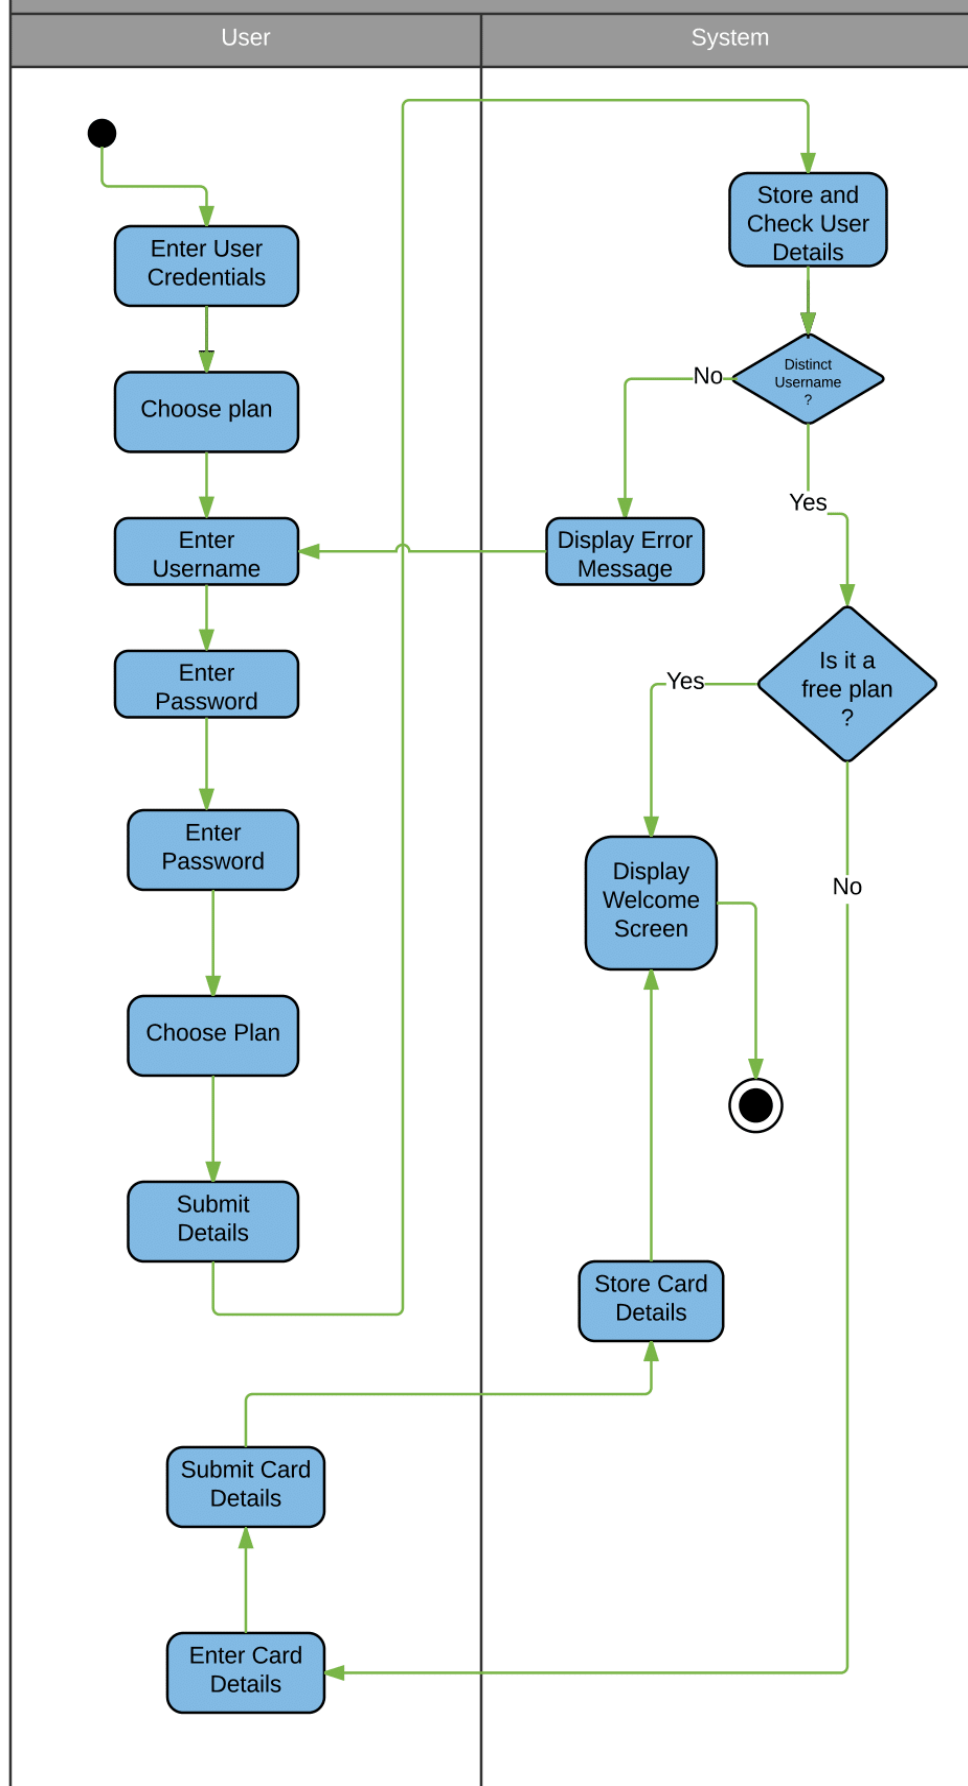 User
System
Enter User
Credentials
Choose plan
Enter
Username
Enter
Password
Enter
Password
Choose Plan
Submit
Details
Store and
Check User
Details
Distinct
Username
?
No
Yes
Display Error
Message
Is it a
free plan
?
Yes
No
Display
Welcome
Screen
Store Card
Details
Submit Card
Details
Enter Card
Details